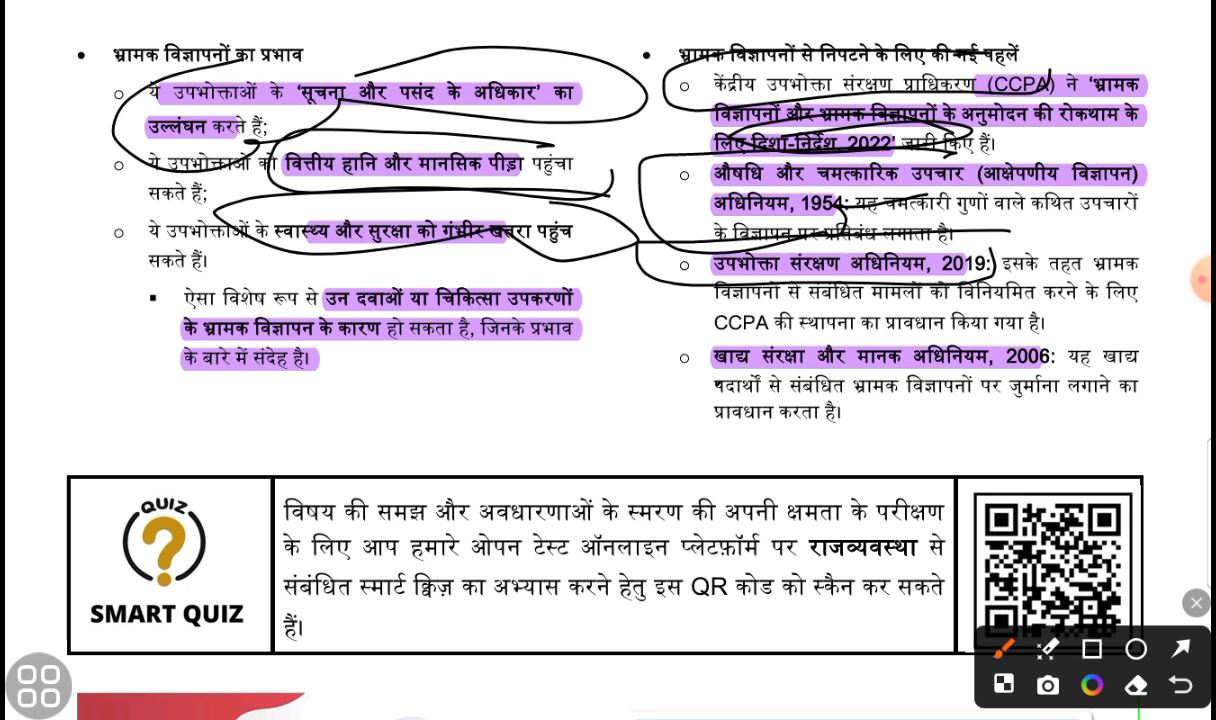 • भ्रामक विज्ञापनों का प्रभाव
o ये उपभोक्ताओं के ‘सूचना और पसंद के अधिकार’ का
उल्लंघन करते हैं;
o ये उपभोक्ताओं को वित्तीय हानि और मानसिक पीड़ा पहुंचा
सकते हैं;
o ये उपभोक्ताओं के स्वास्थ्य और सुरक्षा को गंभीर खतरा पहुंच
सकते हैं।
▪ ऐसा विशेष रूप से उन दवाओं या चिकित्सा उपकरणों
के भ्रामक विज्ञापन के कारण हो सकता है, जिनके प्रभाव
के बारे में संदेह है।
• भ्रामक विज्ञापनों से निपटने के लिए की गई पहलें
o केंद्रीय उपभोक्ता संरक्षण प्राधिकरण (CCPA) ने ‘भ्रामक
विज्ञापनों और भ्रामक विज्ञापनों के अनुमोदन की रोकथाम के
लिए दिशा-निर्देश, 2022’ जारी किए हैं।
o औषधि और चमत्कारिक उपचार (आक्षेपणीय विज्ञापन)
अधिनियम, 1954: यह चमत्कारी गुणों वाले कथित उपचारों
के विज्ञापन पर प्रतिबंध लगाता है।
o उपभोक्ता संरक्षण अधिनियम, 2019: इसके तहत भ्रामक
विज्ञापनों से संबंधित मामलों को विनियमित करने के लिए
CCPA की स्थापना का प्रावधान किया गया है।
o खाद्य संरक्षा और मानक अधिनियम, 2006: यह खाद्य
पदार्थों से संबंधित भ्रामक विज्ञापनों पर जुर्माना लगाने का
प्रावधान करता है।
QUIZ
SMART QUIZ
विषय की समझ और अवधारणाओं के स्मरण की अपनी क्षमता के परीक्षण
के लिए आप हमारे ओपन टेस्ट ऑनलाइन प्लेटफ़ॉर्म पर राजव्यवस्था से
संबंधित स्मार्ट क्विज़ का अभ्यास करने हेतु इस QR कोड को स्कैन कर सकते
हैं।